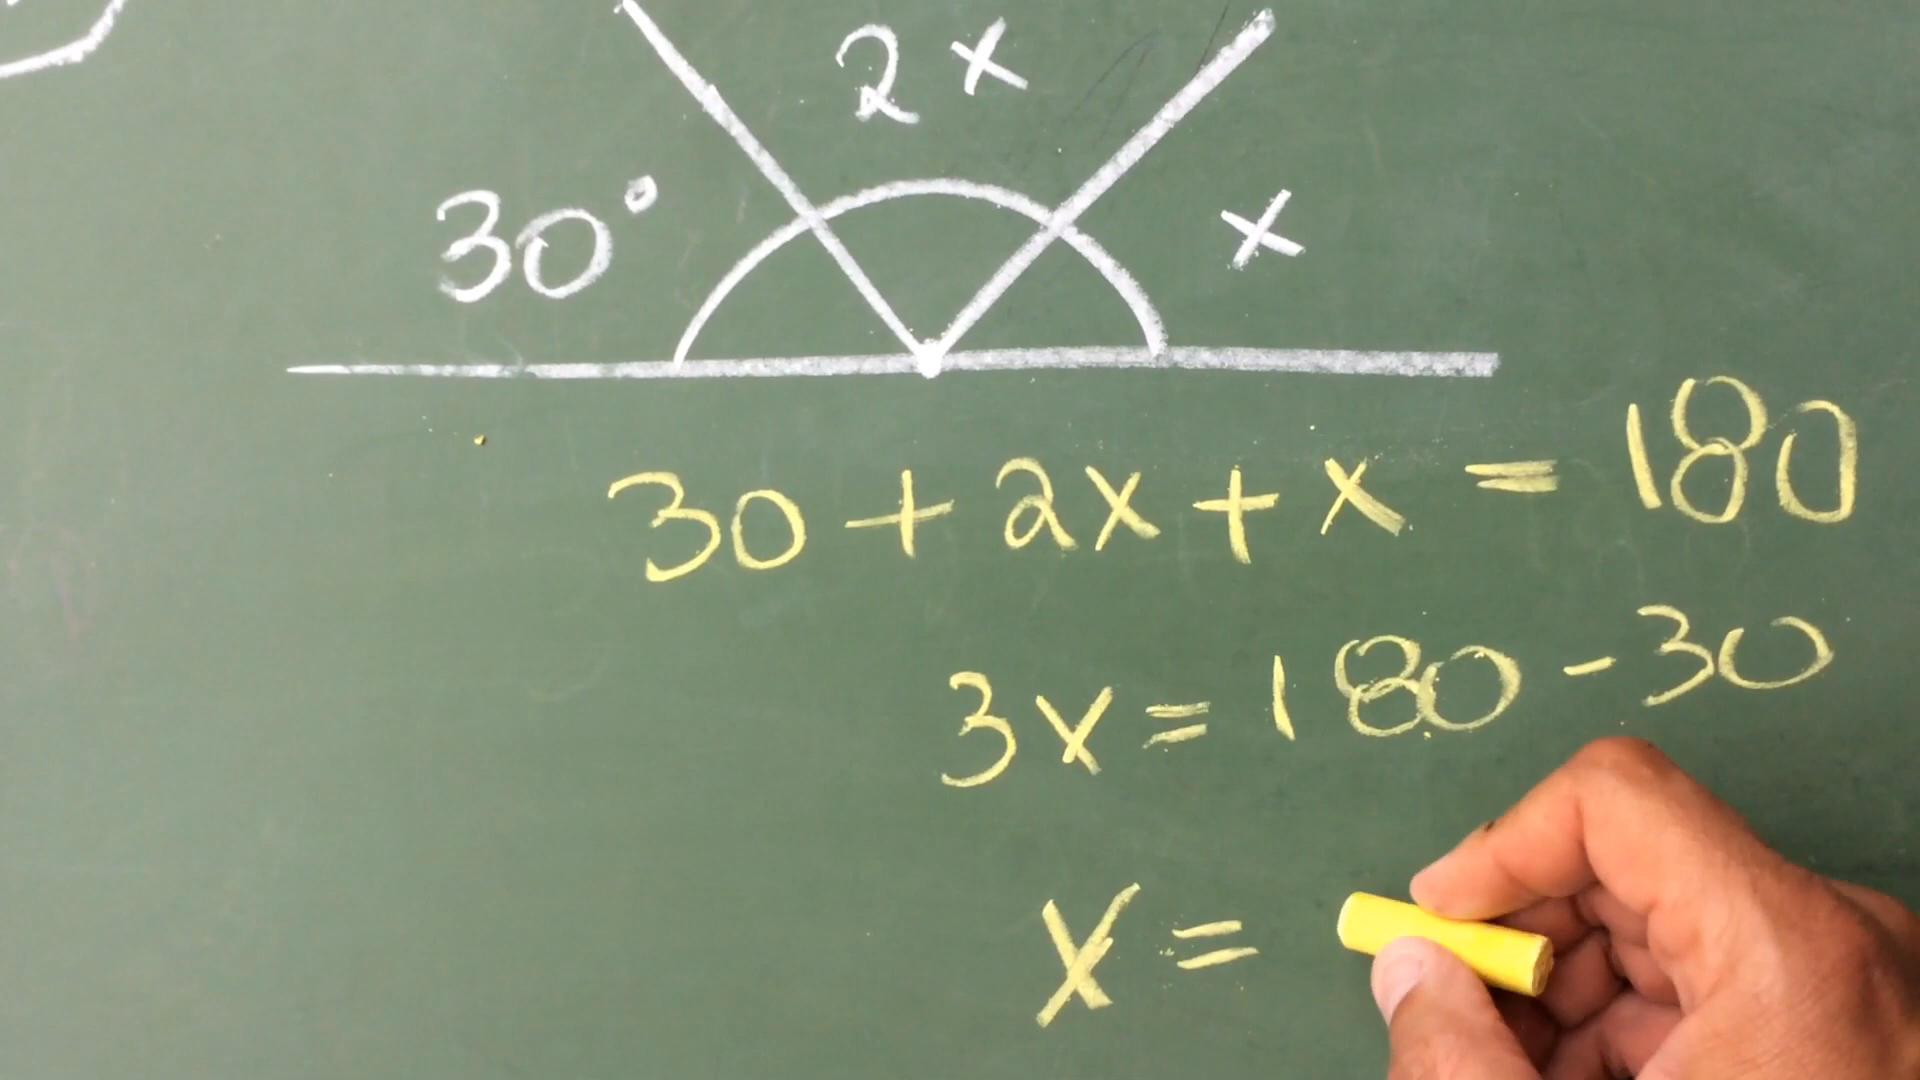 2x
30° x
30 + 2x + x = 180
3x = 180 - 30
x =